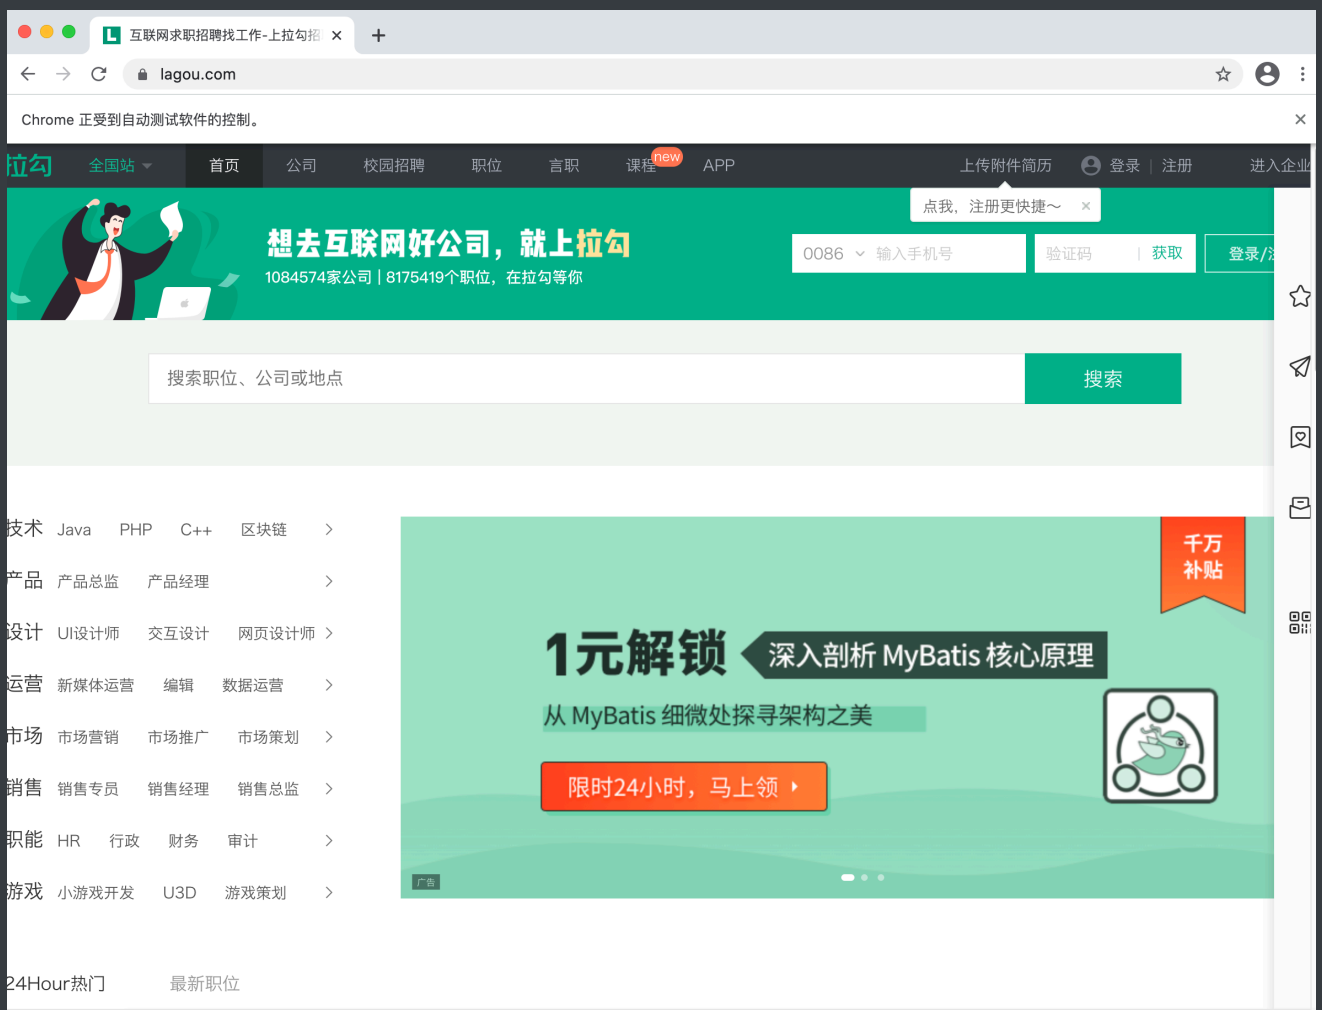 互联网求职招聘找工作-上拉勾招
lagou.com
Chrome 正受到自动测试软件的控制。
拉勾 全国站 首页 公司 校园招聘 职位 言职 课程 new APP 上传附件简历 登录 | 注册 进入企业
点我，注册更快捷～
想去互联网好公司，就上拉勾
1084574家公司 | 8175419个职位，在拉勾等你
0086 输入手机号 验证码 | 获取 登录/注
搜索职位、公司或地点 搜索
技术 Java PHP C++ 区块链
产品 产品总监 产品经理
设计 UI设计师 交互设计 网页设计师
运营 新媒体运营 编辑 数据运营
市场 市场营销 市场推广 市场策划
销售 销售专员 销售经理 销售总监
职能 HR 行政 财务 审计
游戏 小游戏开发 U3D 游戏策划
千万
补贴
1元解锁 深入剖析 MyBatis 核心原理
从 MyBatis 细微处探寻架构之美
限时24小时，马上领
广告
24Hour热门 最新职位